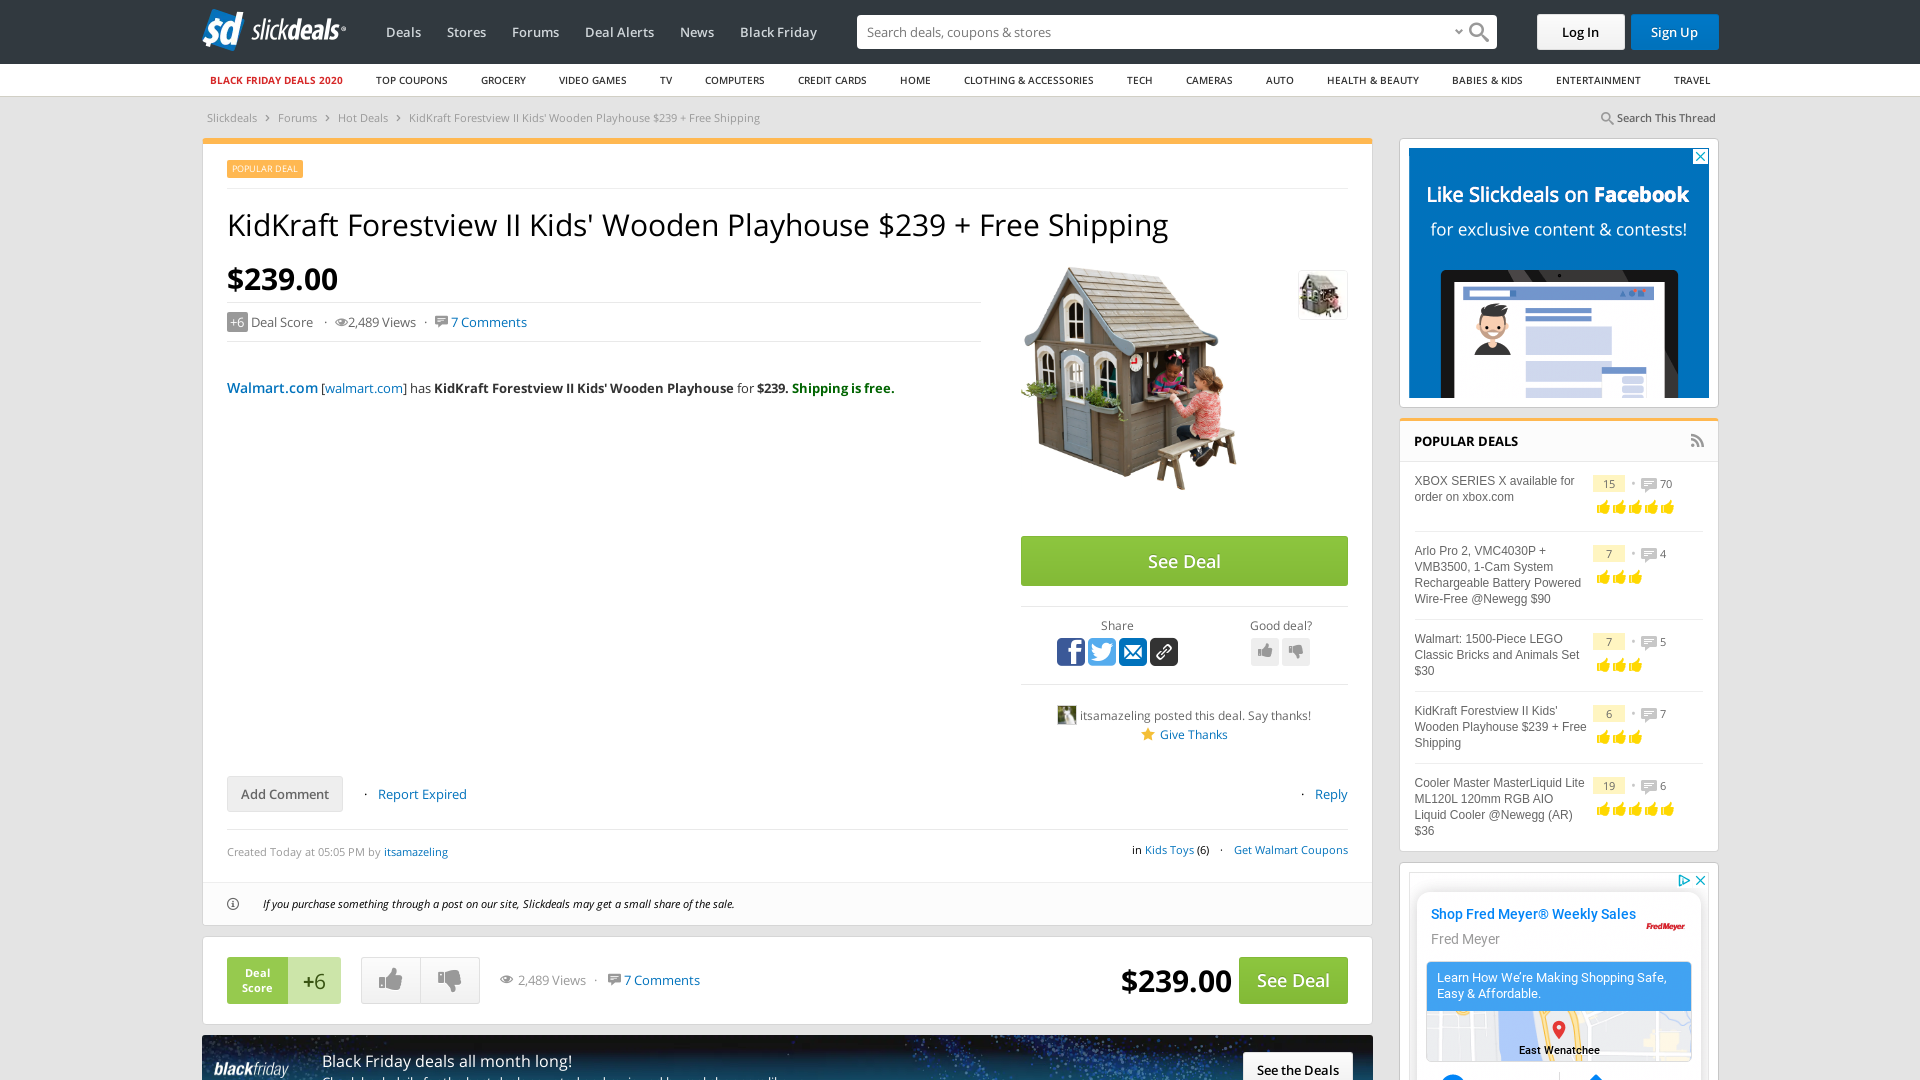 slickdeals
Deals
Stores
Forums
Deal Alerts
News
Black Friday
Search deals, coupons & stores
Log In
Sign Up
BLACK FRIDAY DEALS 2020
TOP COUPONS
GROCERY
VIDEO GAMES
TV
COMPUTERS
CREDIT CARDS
HOME
CLOTHING & ACCESSORIES
TECH
CAMERAS
AUTO
HEALTH & BEAUTY
BABIES & KIDS
ENTERTAINMENT
TRAVEL
Slickdeals › Forums › Hot Deals › KidKraft Forestview II Kids' Wooden Playhouse $239 + Free Shipping
Search This Thread
POPULAR DEAL
KidKraft Forestview II Kids' Wooden Playhouse $239 + Free Shipping
$239.00
+6 Deal Score · 2,489 Views · 7 Comments
Walmart.com [walmart.com] has KidKraft Forestview II Kids' Wooden Playhouse for $239. Shipping is free.
See Deal
Share
Good deal?
itsamazeling posted this deal. Say thanks!
Give Thanks
Add Comment · Report Expired
· Reply
Created Today at 05:05 PM by itsamazeling
in Kids Toys (6) · Get Walmart Coupons
If you purchase something through a post on our site, Slickdeals may get a small share of the sale.
Deal
Score
+6
2,489 Views · 7 Comments
$239.00
See Deal
blackfriday
Black Friday deals all month long!
See the Deals
Like Slickdeals on Facebook
for exclusive content & contests!
POPULAR DEALS
XBOX SERIES X available for
order on xbox.com
15 · 70
Arlo Pro 2, VMC4030P +
VMB3500, 1-Cam System
Rechargeable Battery Powered
Wire-Free @Newegg $90
7 · 4
Walmart: 1500-Piece LEGO
Classic Bricks and Animals Set
$30
7 · 5
KidKraft Forestview II Kids'
Wooden Playhouse $239 + Free
Shipping
6 · 7
Cooler Master MasterLiquid Lite
ML120L 120mm RGB AIO
Liquid Cooler @Newegg (AR)
$36
19 · 6
Shop Fred Meyer® Weekly Sales
Fred Meyer
Fred Meyer
Learn How We're Making Shopping Safe,
Easy & Affordable.
East Wenatchee